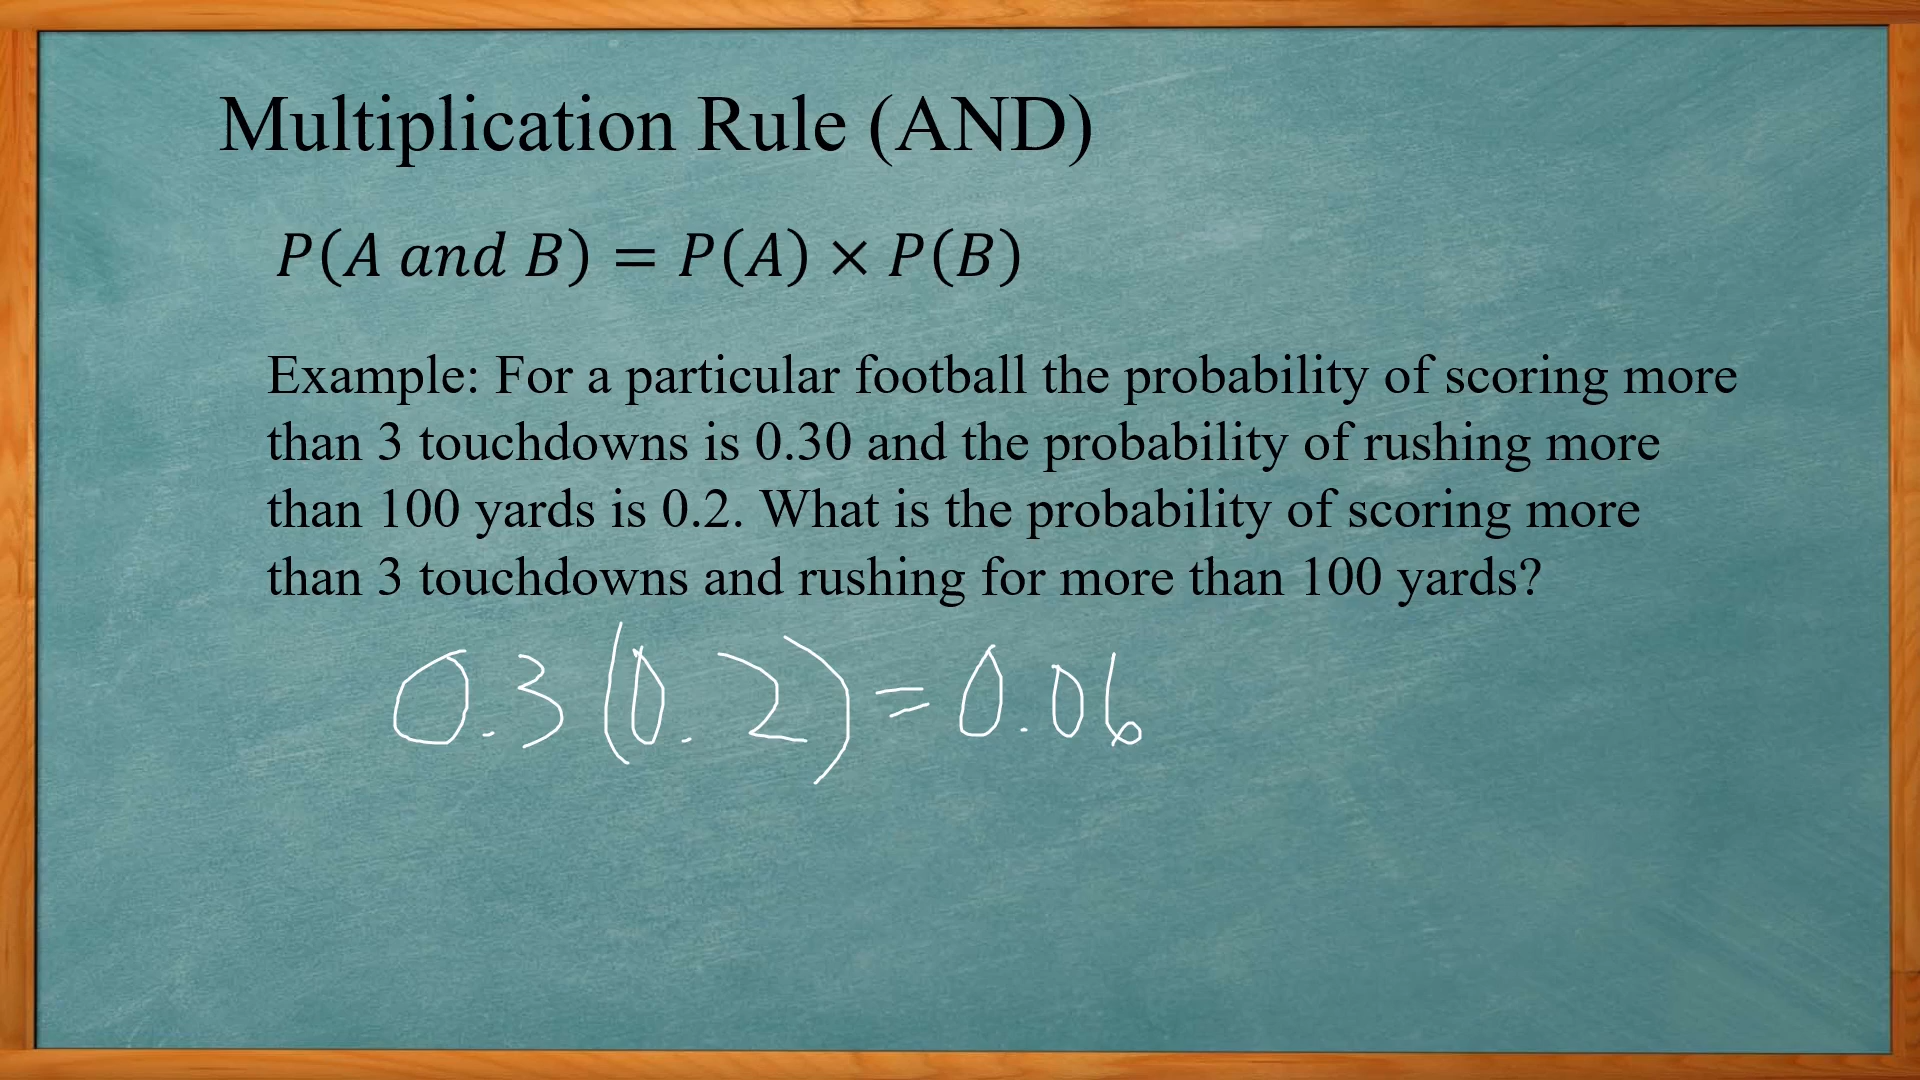 Multiplication Rule (AND)
P(A and B) = P(A) × P(B)
Example: For a particular football the probability of scoring more
than 3 touchdowns is 0.30 and the probability of rushing more
than 100 yards is 0.2. What is the probability of scoring more
than 3 touchdowns and rushing for more than 100 yards?
0.3(0.2)=0.06